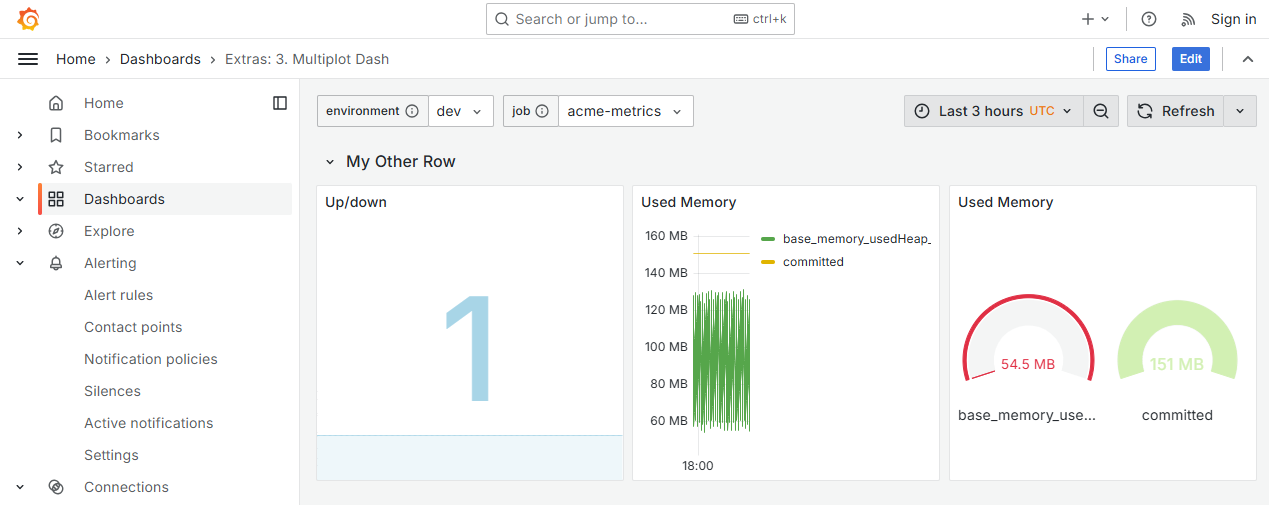 Search or jump to... ctrl+k Sign in
Home Dashboards Extras: 3. Multiplot Dash Share Edit
Home
Bookmarks
Starred
Dashboards
Explore
Alerting
Alert rules
Contact points
Notification policies
Silences
Active notifications
Settings
Connections
environment dev job acme-metrics Last 3 hours UTC Refresh
My Other Row
Up/down
1
Used Memory
160 MB
140 MB
120 MB
100 MB
80 MB
60 MB
18:00
base_memory_usedHeap_
committed
Used Memory
54.5 MB
base_memory_use...
151 MB
committed